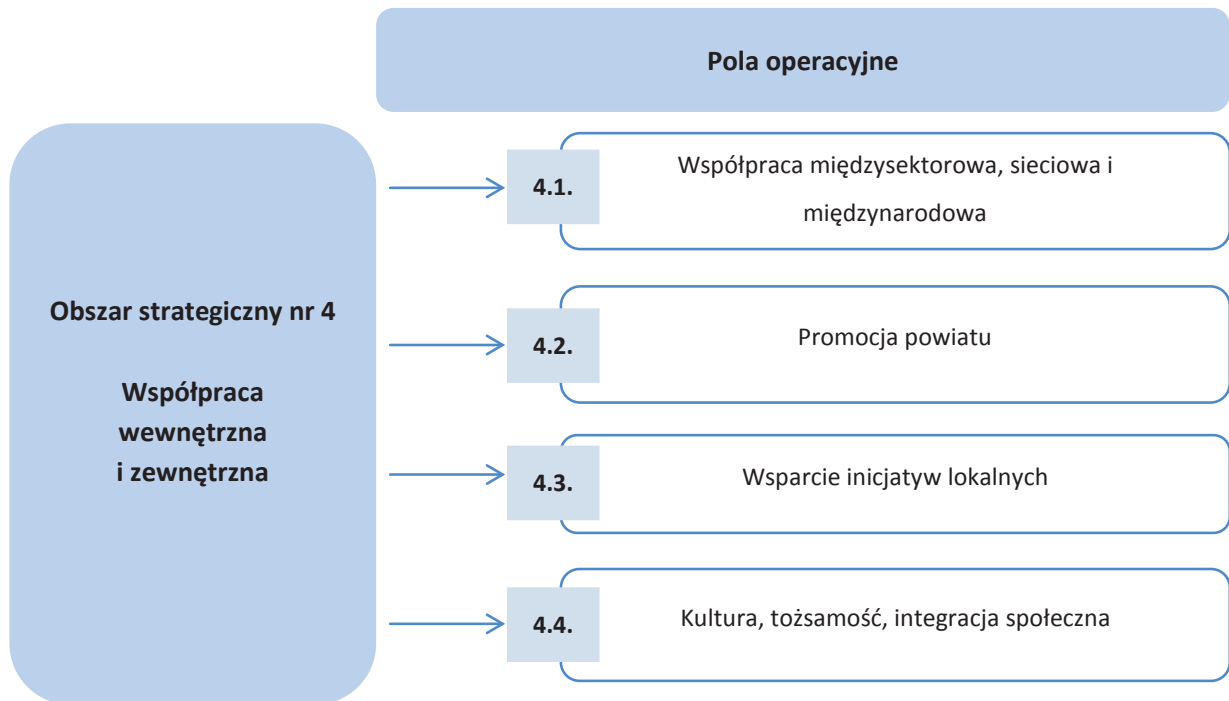 Pola operacyjne
Obszar strategiczny nr 4
Współpraca
wewnętrzna
i zewnętrzna
4.1.
Współpraca międzysektorowa, sieciowa i
międzynarodowa
4.2.
Promocja powiatu
4.3.
Wsparcie inicjatyw lokalnych
4.4.
Kultura, tożsamość, integracja społeczna